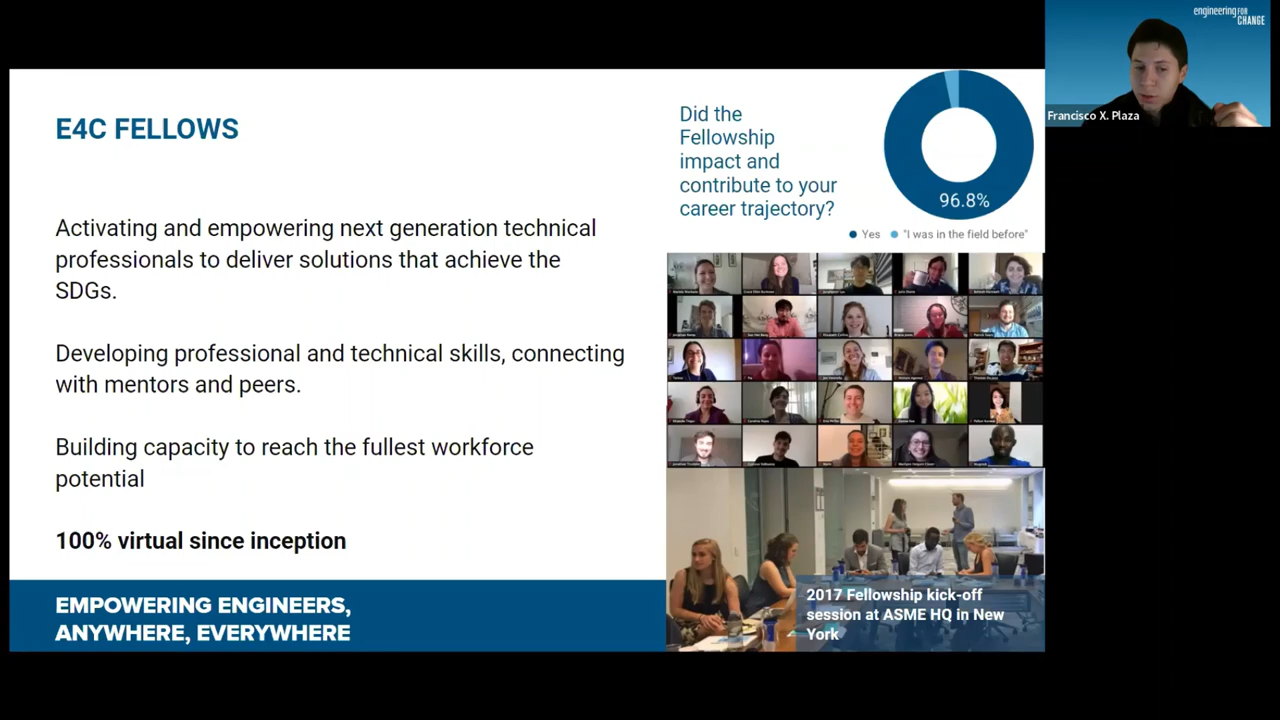 engineering FOR
CHANGE
Francisco X. Plaza
E4C FELLOWS
Activating and empowering next generation technical
professionals to deliver solutions that achieve the
SDGs.
Developing professional and technical skills, connecting
with mentors and peers.
Building capacity to reach the fullest workforce
potential
100% virtual since inception
EMPOWERING ENGINEERS,
ANYWHERE, EVERYWHERE
Did the
Fellowship
impact and
contribute to your
career trajectory?
96.8%
Yes
"I was in the field before"
2017 Fellowship kick-off
session at ASME HQ in New
York